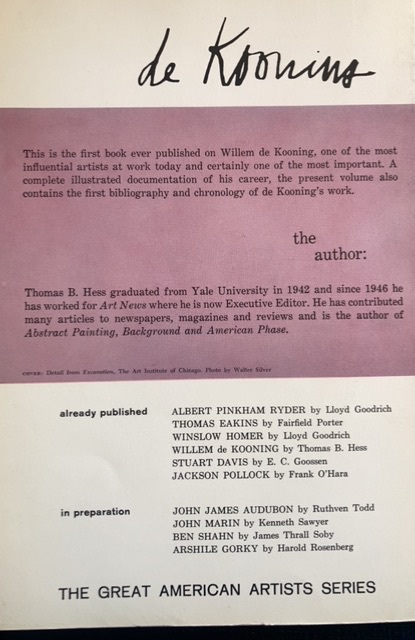 de Kooning
This is the first book ever published on Willem de Kooning, one of the most
influential artists at work today and certainly one of the most important. A
complete illustrated documentation of his career, the present volume also
contains the first bibliography and chronology of de Kooning's work.
the
author:
Thomas B. Hess graduated from Yale University in 1942 and since 1946 he
has worked for Art News where he is now Executive Editor. He has contributed
many articles to newspapers, magazines and reviews and is the author of
Abstract Painting, Background and American Phase.
COVER: Detail from Excavation, The Art Institute of Chicago. Photo by Walter Silver
already published
ALBERT PINKHAM RYDER by Lloyd Goodrich
THOMAS EAKINS by Fairfield Porter
WINSLOW HOMER by Lloyd Goodrich
WILLEM de KOONING by Thomas B. Hess
STUART DAVIS by E. C. Goossen
JACKSON POLLOCK by Frank O'Hara
in preparation
JOHN JAMES AUDUBON by Ruthven Todd
JOHN MARIN by Kenneth Sawyer
BEN SHAHN by James Thrall Soby
ARSHILE GORKY by Harold Rosenberg
THE GREAT AMERICAN ARTISTS SERIES